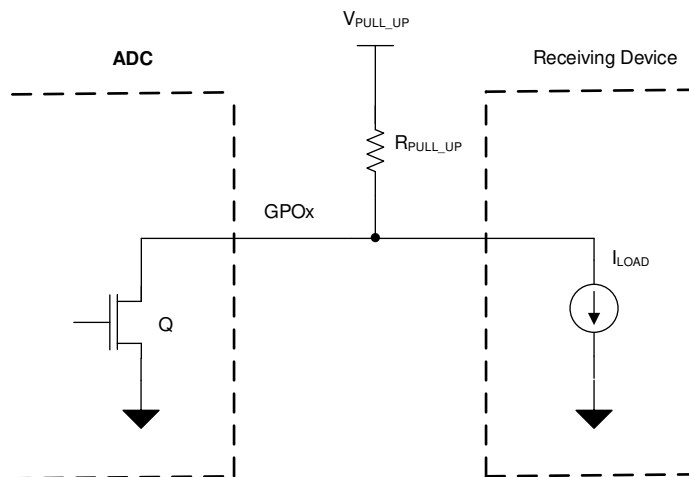 VPULL_UP
ADC
Receiving Device
RPULL_UP
GPOx
ILOAD
Q